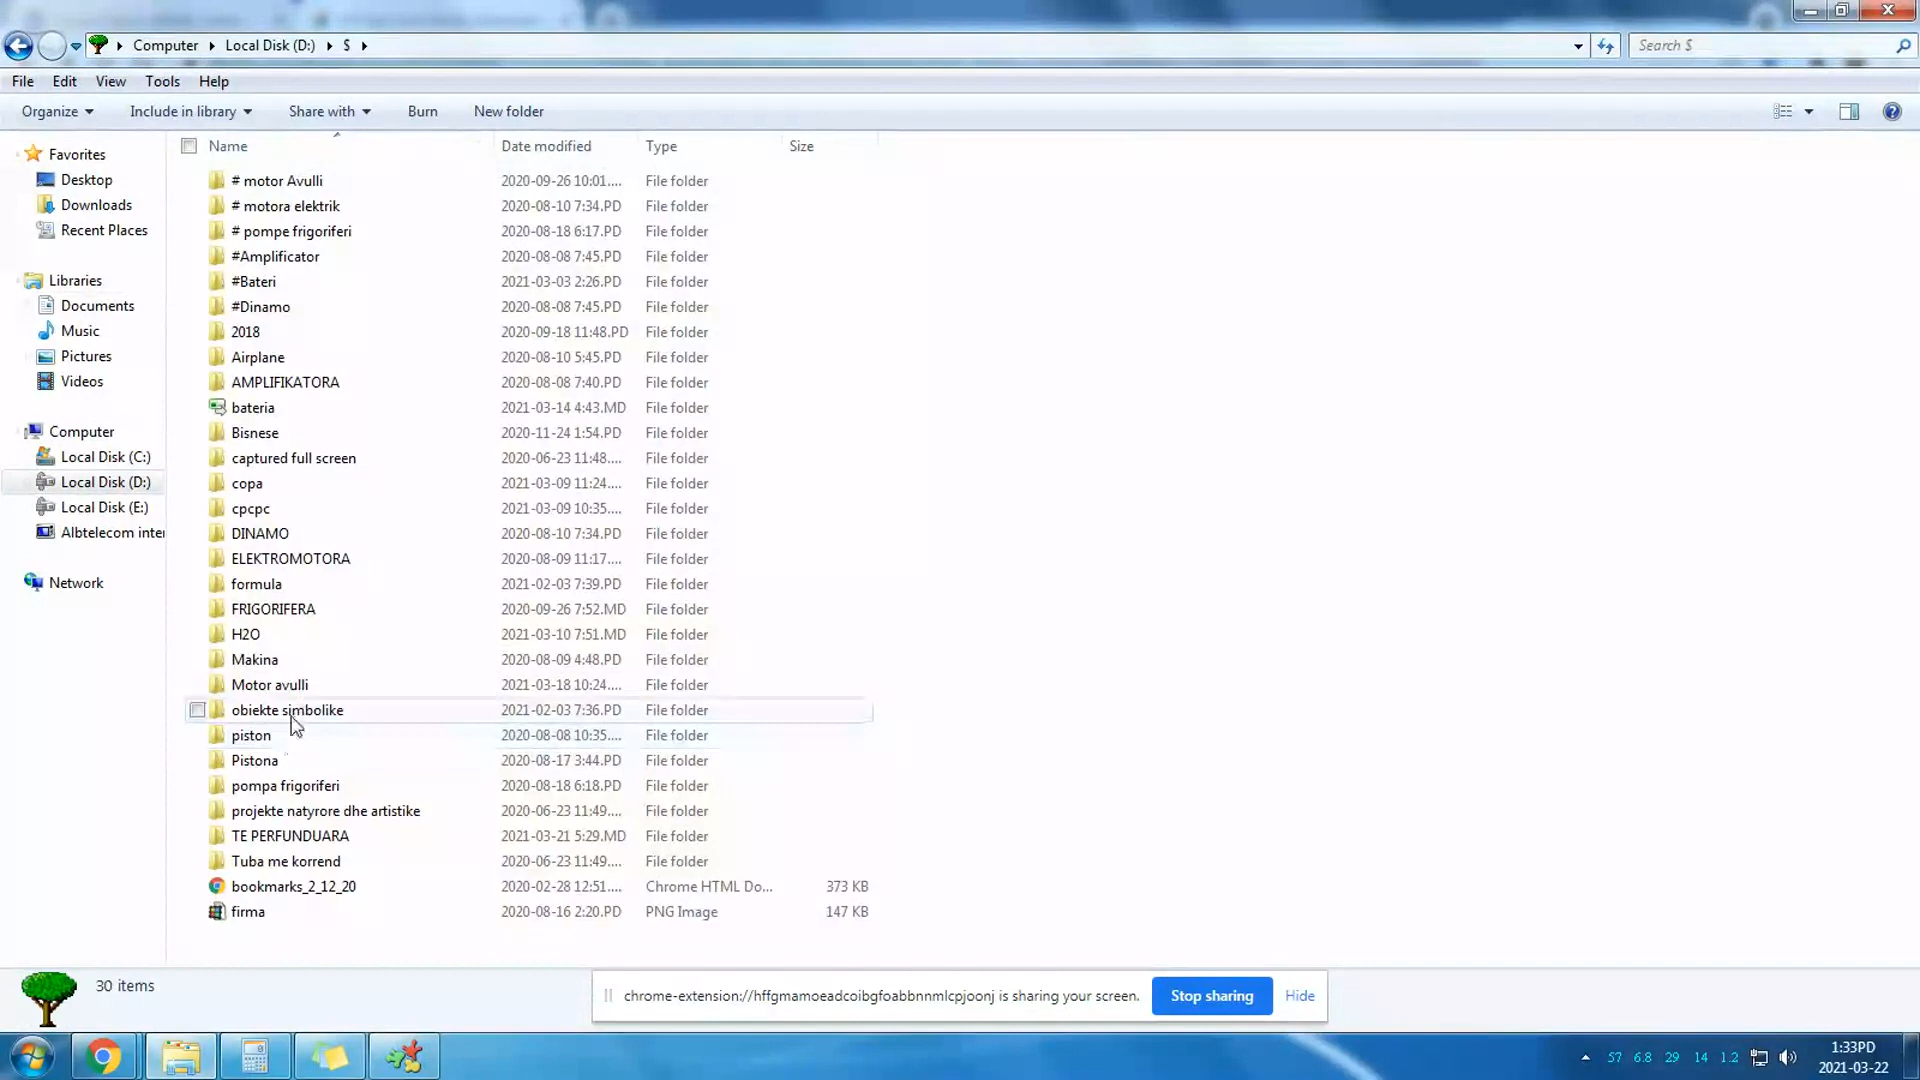 Computer Local Disk (D:) $
Search $
File Edit View Tools Help
Organize Include in library Share with Burn New folder
Name Date modified Type Size
Favorites
Desktop
Downloads
Recent Places
Libraries
Documents
Music
Pictures
Videos
Computer
Local Disk (C:)
Local Disk (D:)
Local Disk (E:)
Albtelecom inter
Network
# motor Avulli 2020-09-26 10:01.... File folder
# motora elektrik 2020-08-10 7:34.PD File folder
# pompe frigoriferi 2020-08-18 6:17.PD File folder
#Amplificator 2020-08-08 7:45.PD File folder
#Bateri 2021-03-03 2:26.PD File folder
#Dinamo 2020-08-08 7:45.PD File folder
2018 2020-09-18 11:48.PD File folder
Airplane 2020-08-10 5:45.PD File folder
AMPLIFIKATORA 2020-08-08 7:40.PD File folder
bateria 2021-03-14 4:43.MD File folder
Bisnese 2020-11-24 1:54.PD File folder
captured full screen 2020-06-23 11:48.... File folder
copa 2021-03-09 11:24.... File folder
cpcpc 2021-03-09 10:35.... File folder
DINAMO 2020-08-10 7:34.PD File folder
ELEKTROMOTORA 2020-08-09 11:17.... File folder
formula 2021-02-03 7:39.PD File folder
FRIGORIFERA 2020-09-26 7:52.MD File folder
H2O 2021-03-10 7:51.MD File folder
Makina 2020-08-09 4:48.PD File folder
Motor avulli 2021-03-18 10:24.... File folder
obiekte simbolike 2021-02-03 7:36.PD File folder
piston 2020-08-08 10:35.... File folder
Pistona 2020-08-17 3:44.PD File folder
pompa frigoriferi 2020-08-18 6:18.PD File folder
projekte natyrore dhe artistike 2020-06-23 11:49.... File folder
TE PERFUNDUARA 2021-03-21 5:29.MD File folder
Tuba me korrend 2020-06-23 11:49.... File folder
bookmarks_2_12_20 2020-02-28 12:51.... Chrome HTML Do... 373 KB
firma 2020-08-16 2:20.PD PNG Image 147 KB
30 items
chrome-extension://hffgmamoeadcoibgfoabbnnmlcpjoonj is sharing your screen. Stop sharing Hide
57 6.8 29 14 1.2
1:33PD
2021-03-22